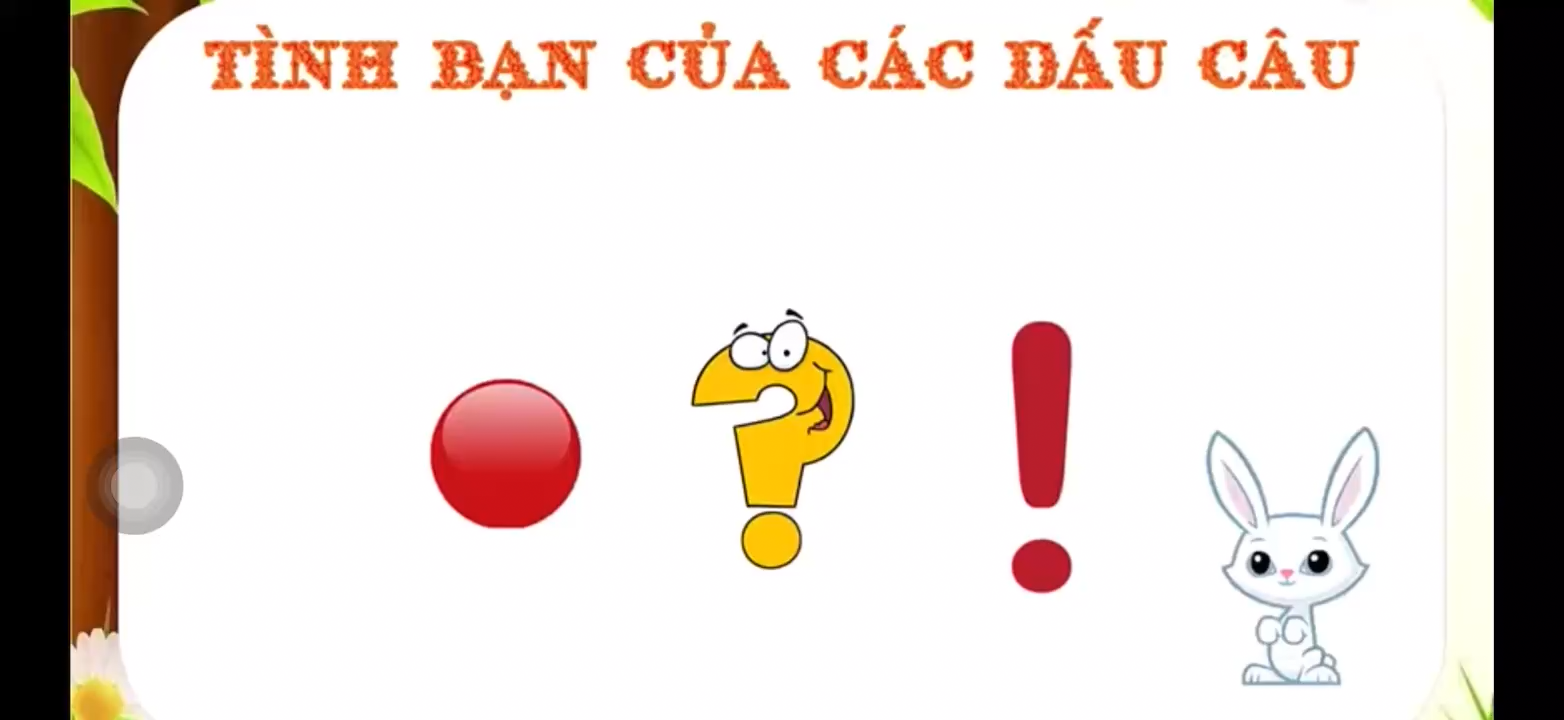 TÌNH BẠN CỦA CÁC DẤU CÂU
. ? !